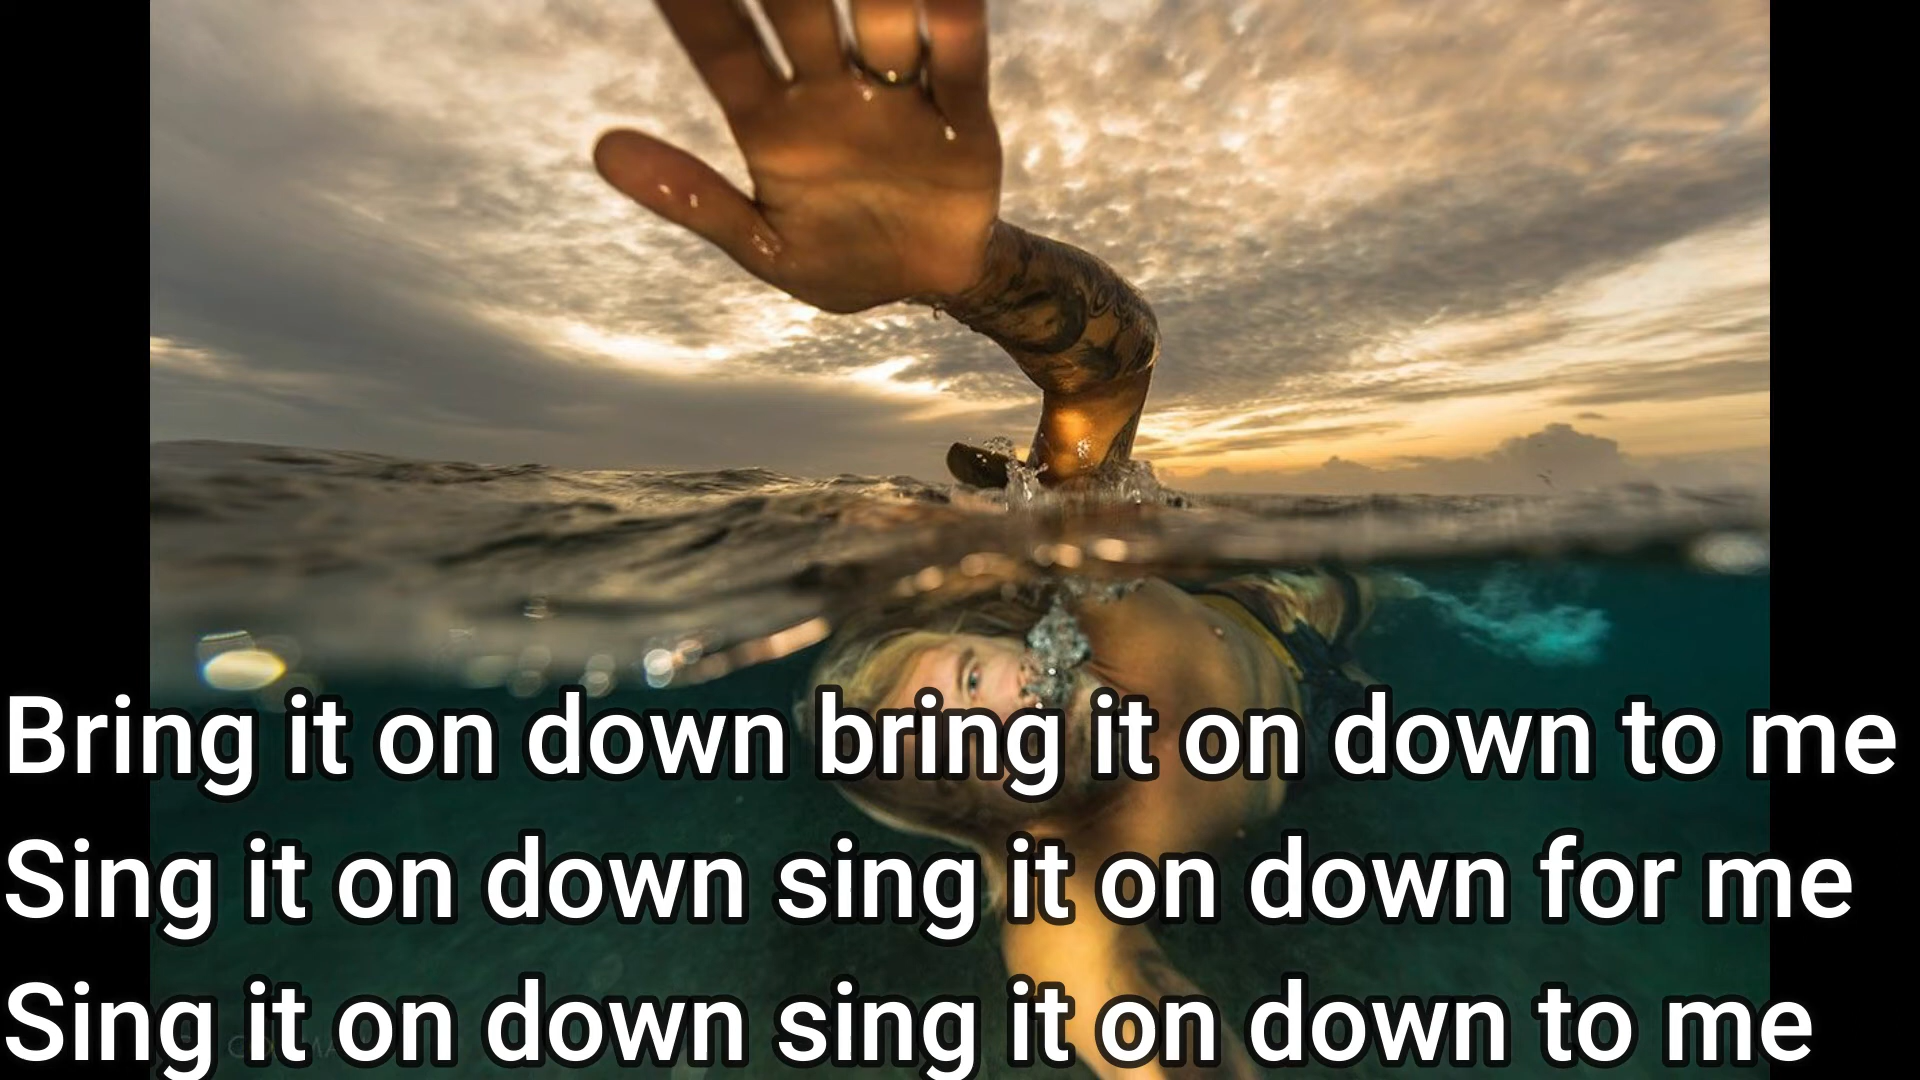 Bring it on down bring it on down to me
Sing it on down sing it on down for me
Sing it on down sing it on down to me